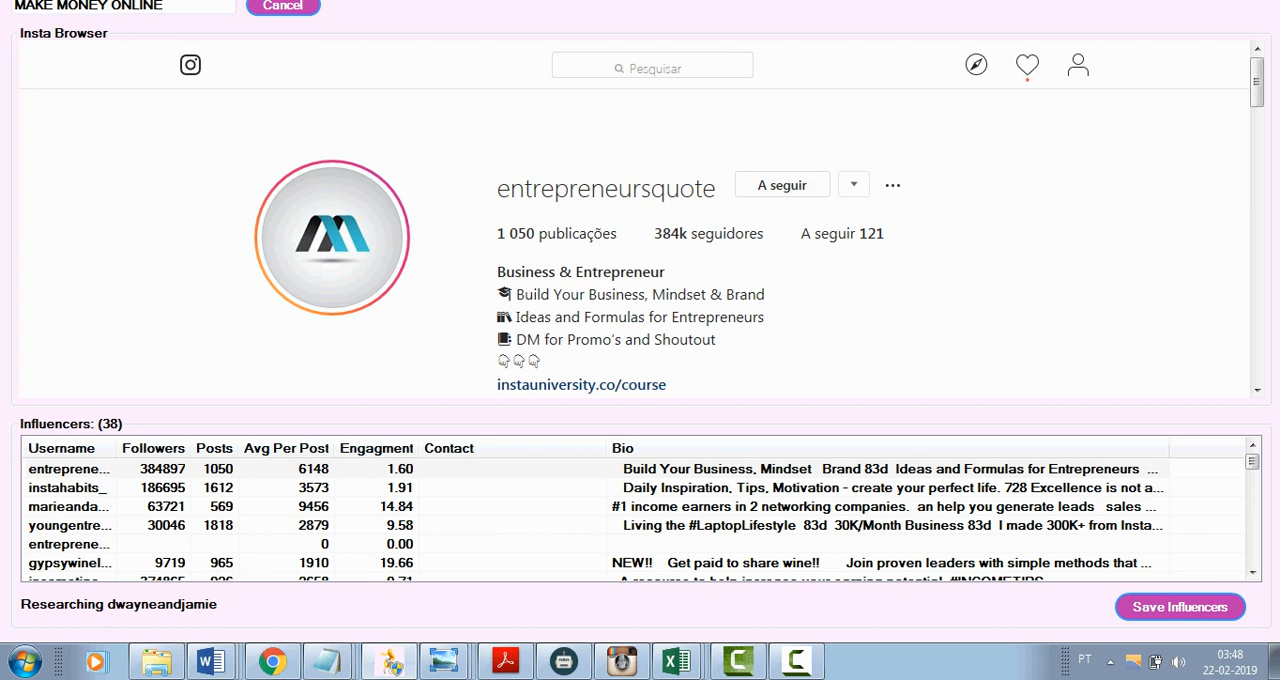 MAKE MONEY ONLINE
Cancel
Insta Browser
Pesquisar
entrepreneursquote
A seguir
1 050 publicações 384k seguidores A seguir 121
Business & Entrepreneur
Build Your Business, Mindset & Brand
Ideas and Formulas for Entrepreneurs
DM for Promo's and Shoutout
instauniversity.co/course
Influencers: (38)
Username Followers Posts Avg Per Post Engagment Contact Bio
entreprene... 384897 1050 6148 1.60 Build Your Business, Mindset Brand 83d Ideas and Formulas for Entrepreneurs ...
instahabits_ 186695 1612 3573 1.91 Daily Inspiration, Tips, Motivation - create your perfect life. 728 Excellence is not a...
marieanda... 63721 569 9456 14.84 #1 income earners in 2 networking companies. an help you generate leads sales ...
youngentre... 30046 1818 2879 9.58 Living the #LaptopLifestyle 83d 30K/Month Business 83d I made 300K+ from Insta...
entreprene... 0 0.00
gypsywinel... 9719 965 1910 19.66 NEW!! Get paid to share wine!! Join proven leaders with simple methods that ...
Researching dwayneandjamie
Save Influencers
PT
03:48
22-02-2019